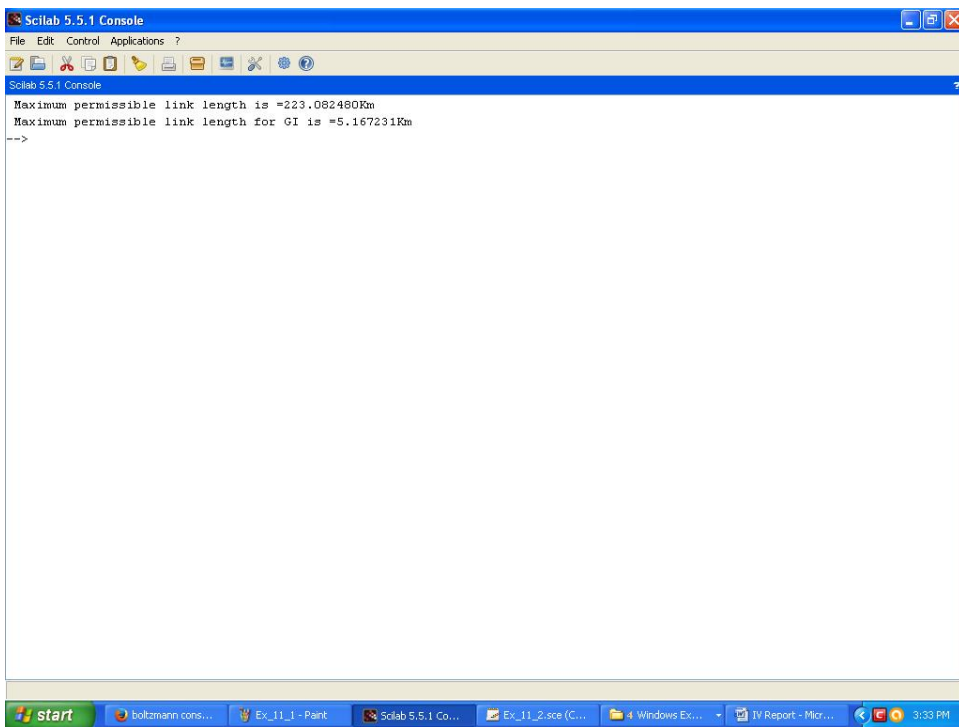 Scilab 5.5.1 Console
File Edit Control Applications ?
Scilab 5.5.1 Console ?
Maximum permissible link length is =223.082480Km
Maximum permissible link length for GI is =5.167231Km
-->
start boltzmann cons... Ex_11_1 - Paint Scilab 5.5.1 Co... Ex_11_2.sce (C... 4 Windows Ex... IV Report - Micr... 3:33 PM